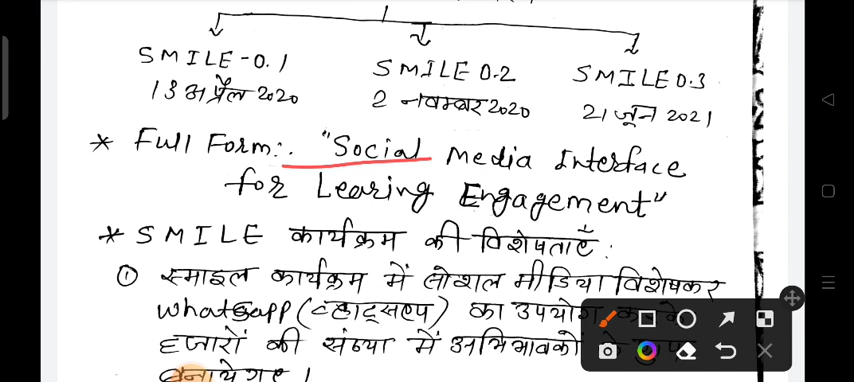 SMILE-0.1 SMILE 0.2 SMILE 0.3
13 अप्रैल 2020 2 नवम्बर 2020 21 जून 2021
* Full Form:. "Social Media Interface
for Learing Engagement"
* SMILE कार्यक्रम की विशेषताएँ :
① स्माइल कार्यक्रम में सोशल मीडिया विशेषकर
Whatsapp (व्हाट्सएप) का उपयोग
हजारों की संख्या में अभिभावकों
बनाये गए।